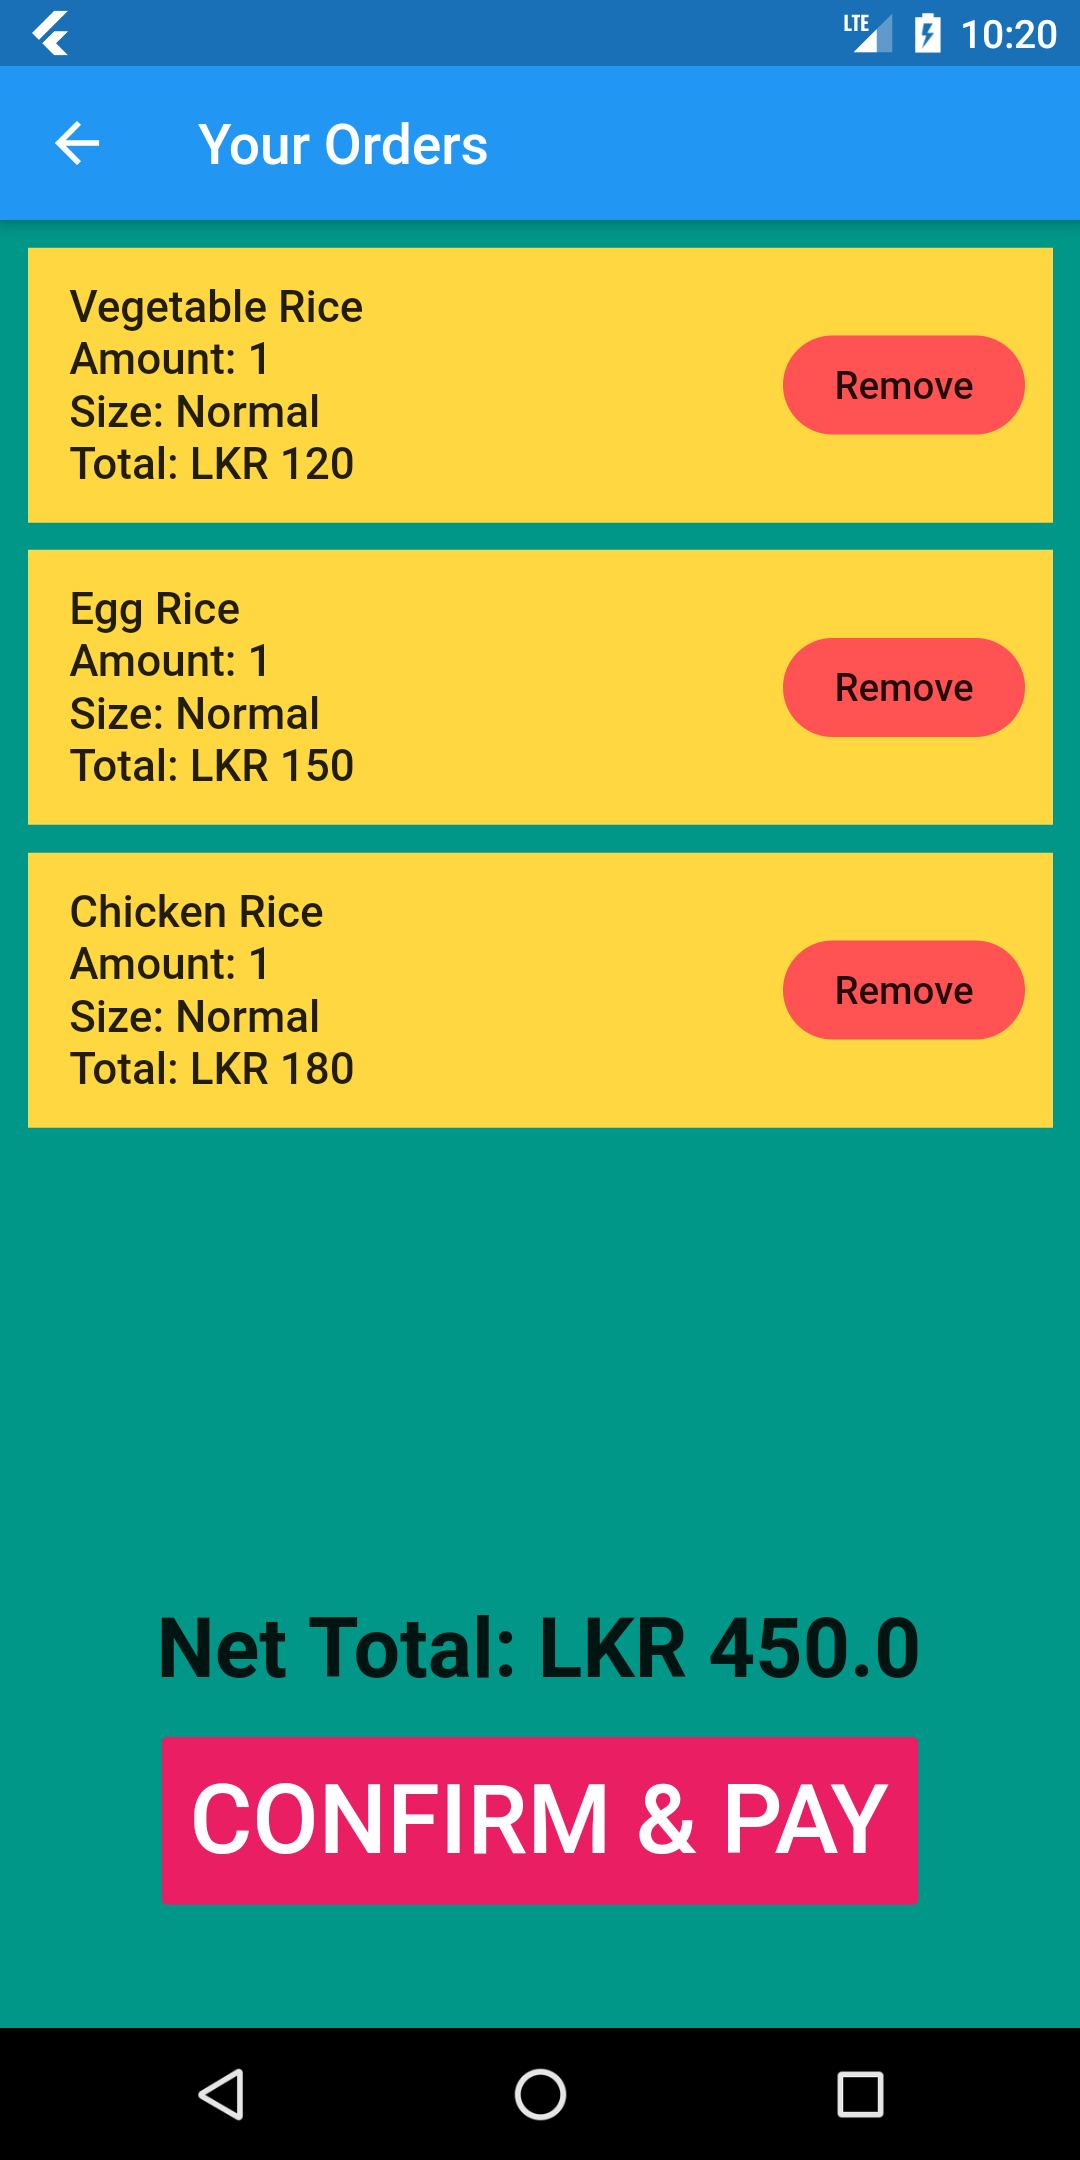 LTE 10:20
Your Orders
Vegetable Rice
Amount: 1
Size: Normal
Total: LKR 120
Remove
Egg Rice
Amount: 1
Size: Normal
Total: LKR 150
Remove
Chicken Rice
Amount: 1
Size: Normal
Total: LKR 180
Remove
Net Total: LKR 450.0
CONFIRM & PAY